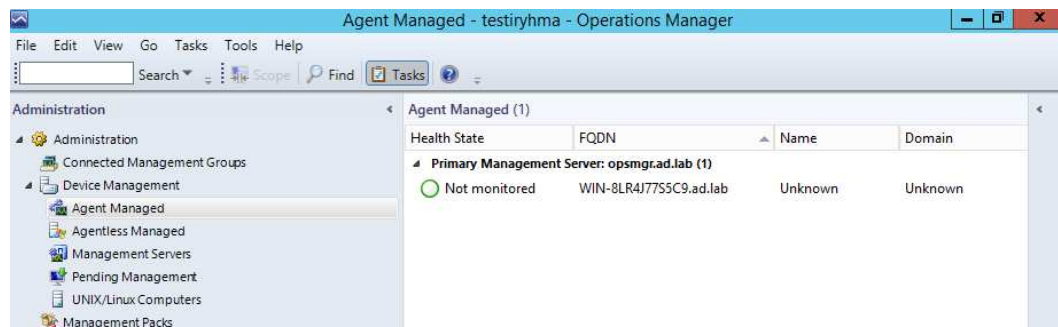 Agent Managed - testiryhma - Operations Manager
File Edit View Go Tasks Tools Help
Search Scope Find Tasks
Administration
Administration
Connected Management Groups
Device Management
Agent Managed
Agentless Managed
Management Servers
Pending Management
UNIX/Linux Computers
Management Packs
Agent Managed (1)
Health State FQDN Name Domain
Primary Management Server: opsmgr.ad.lab (1)
Not monitored WIN-8LR4J77S5C9.ad.lab Unknown Unknown